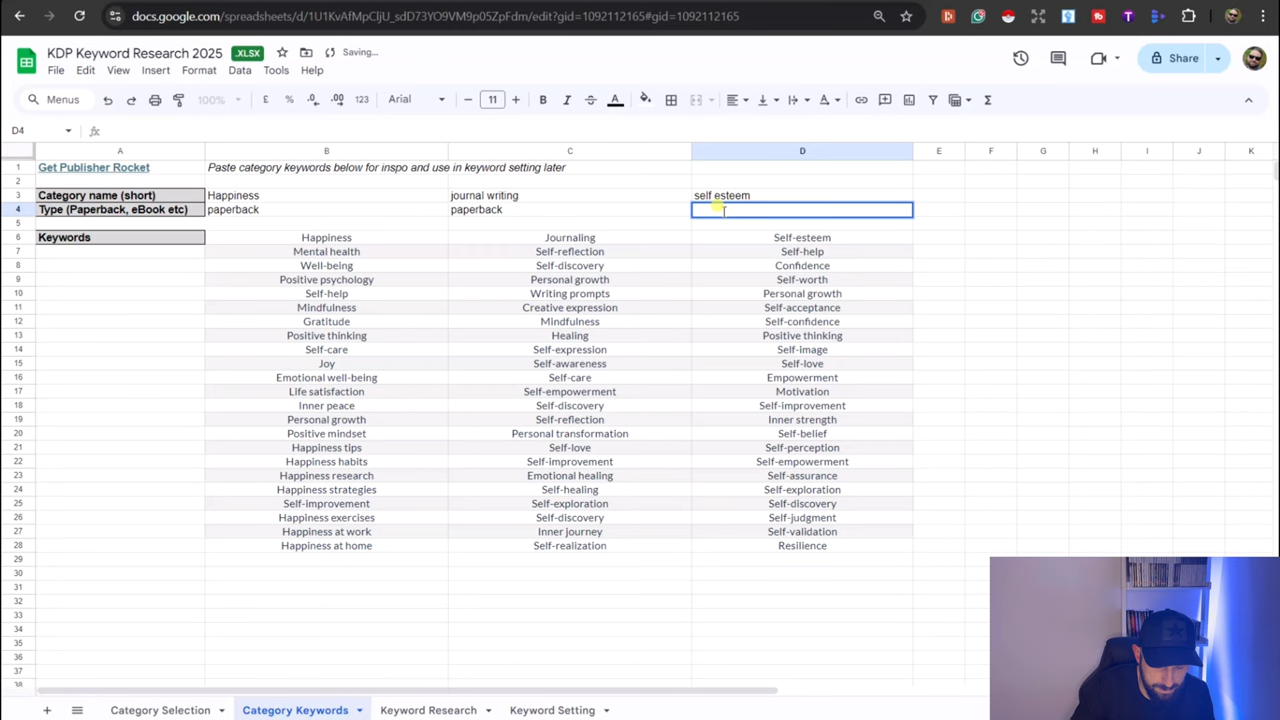 docs.google.com/spreadsheets/d/1U1KvAfMpCljU_sdD73YO9VM9p05ZpFdm/edit?gid=1092112165#gid=1092112165
KDP Keyword Research 2025 .XLSX Saving...
File Edit View Insert Format Data Tools Help
Share
Menus 100% £ % .0 .00 123 Arial 11 B I S A
D4 fx
A B C D E F G H I J K
1 Get Publisher Rocket Paste category keywords below for inspo and use in keyword setting later
2
3 Category name (short) Happiness journal writing self esteem
4 Type (Paperback, eBook etc) paperback paperback
5
6 Keywords Happiness Journaling Self-esteem
7 Mental health Self-reflection Self-help
8 Well-being Self-discovery Confidence
9 Positive psychology Personal growth Self-worth
10 Self-help Writing prompts Personal growth
11 Mindfulness Creative expression Self-acceptance
12 Gratitude Mindfulness Self-confidence
13 Positive thinking Healing Positive thinking
14 Self-care Self-expression Self-image
15 Joy Self-awareness Self-love
16 Emotional well-being Self-care Empowerment
17 Life satisfaction Self-empowerment Motivation
18 Inner peace Self-discovery Self-improvement
19 Personal growth Self-reflection Inner strength
20 Positive mindset Personal transformation Self-belief
21 Happiness tips Self-love Self-perception
22 Happiness habits Self-improvement Self-empowerment
23 Happiness research Emotional healing Self-assurance
24 Happiness strategies Self-healing Self-exploration
25 Self-improvement Self-exploration Self-discovery
26 Happiness exercises Self-discovery Self-judgment
27 Happiness at work Inner journey Self-validation
28 Happiness at home Self-realization Resilience
29
30
31
32
33
34
35
36
37
38
Category Selection Category Keywords Keyword Research Keyword Setting